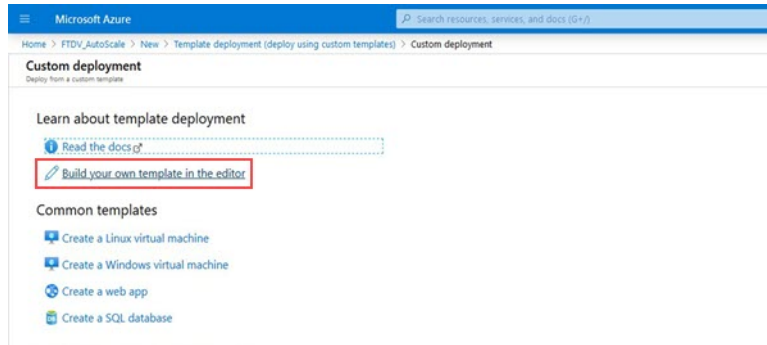 Microsoft Azure
Search resources, services, and docs (G+/)
Home > FTDV_AutoScale > New > Template deployment (deploy using custom templates) > Custom deployment
Custom deployment
Deploy from a custom template
Learn about template deployment
Read the docs
Build your own template in the editor
Common templates
Create a Linux virtual machine
Create a Windows virtual machine
Create a web app
Create a SQL database